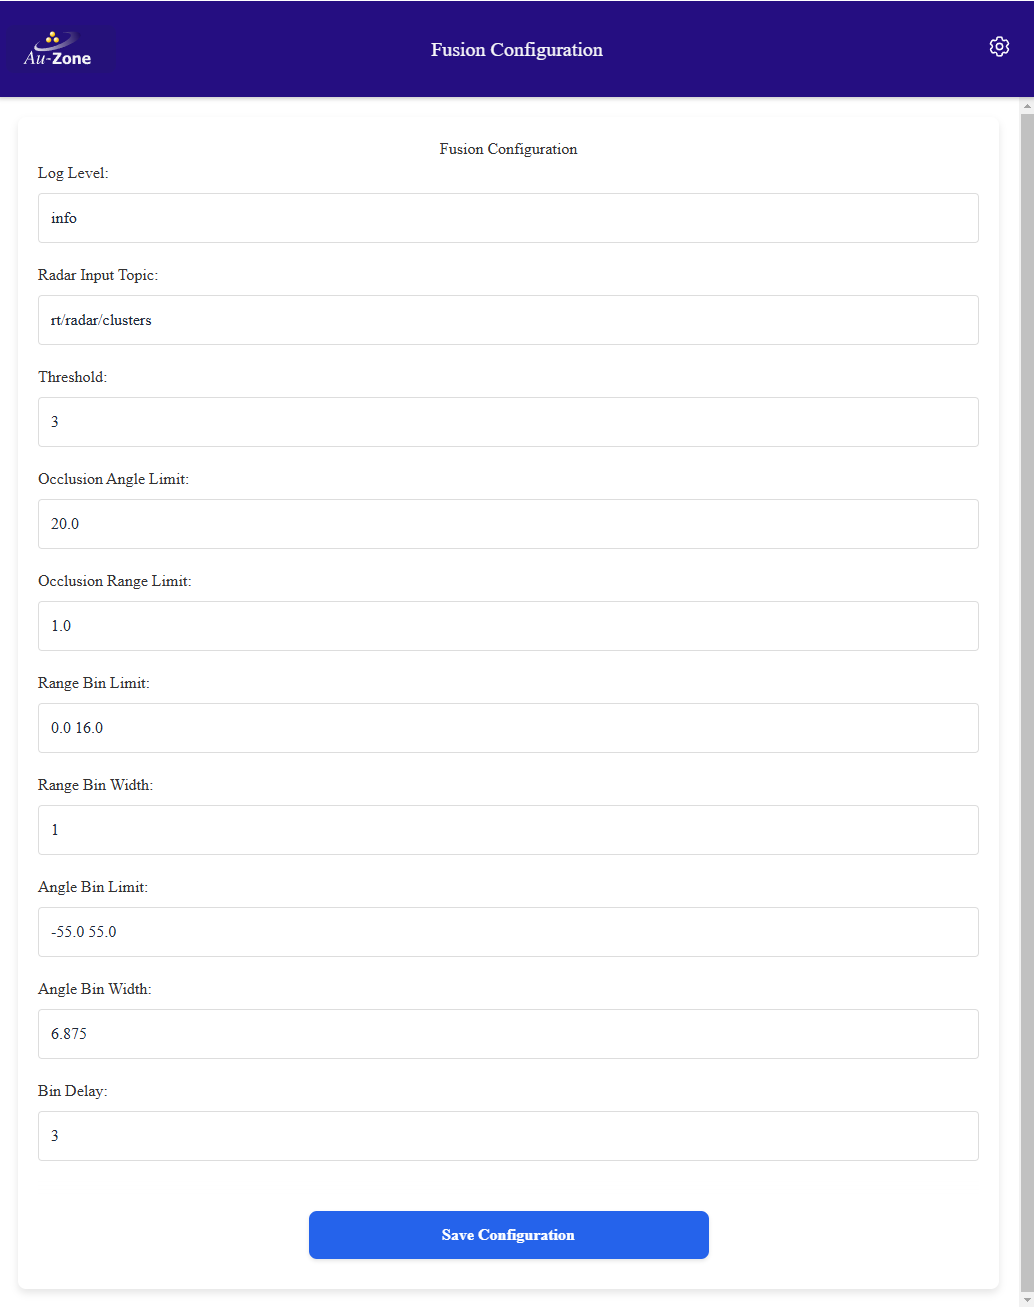 Au-Zone
Fusion Configuration
Fusion Configuration
Log Level:
info
Radar Input Topic:
rt/radar/clusters
Threshold:
3
Occlusion Angle Limit:
20.0
Occlusion Range Limit:
1.0
Range Bin Limit:
0.0 16.0
Range Bin Width:
1
Angle Bin Limit:
-55.0 55.0
Angle Bin Width:
6.875
Bin Delay:
3
Save Configuration